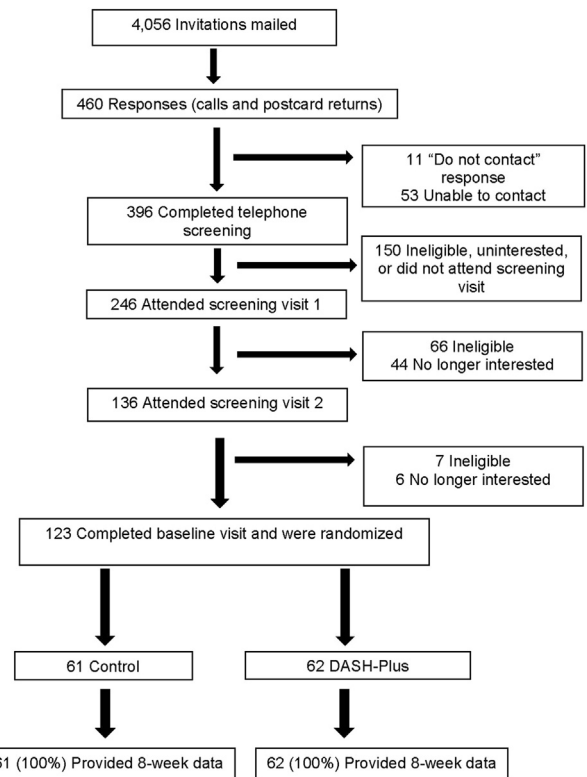 4,056 Invitations mailed
460 Responses (calls and postcard returns)
11 “Do not contact”
response
53 Unable to contact
396 Completed telephone
screening
150 Ineligible, uninterested,
or did not attend screening
visit
246 Attended screening visit 1
66 Ineligible
44 No longer interested
136 Attended screening visit 2
7 Ineligible
6 No longer interested
123 Completed baseline visit and were randomized
61 Control
62 DASH-Plus
61 (100%) Provided 8-week data
62 (100%) Provided 8-week data